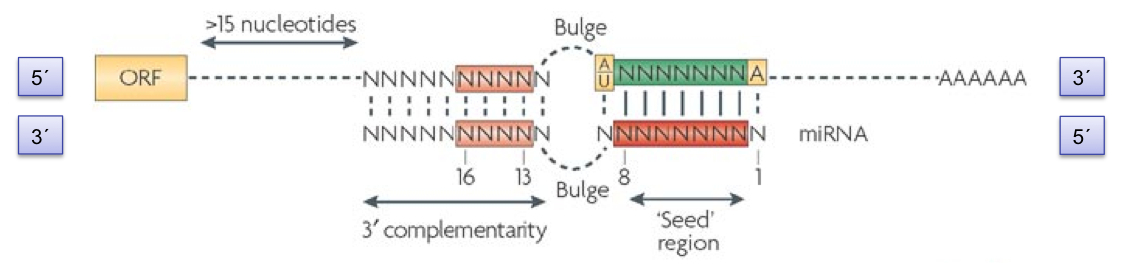 >15 nucleotides
Bulge
5´ ORF NNNNNNNNNN A/U NNNNNNN A AAAAAA 3´
3´ NNNNNNNNNN NNNNNNNNN miRNA 5´
16 13 Bulge 8 1
3′ complementarity
‘Seed’
region